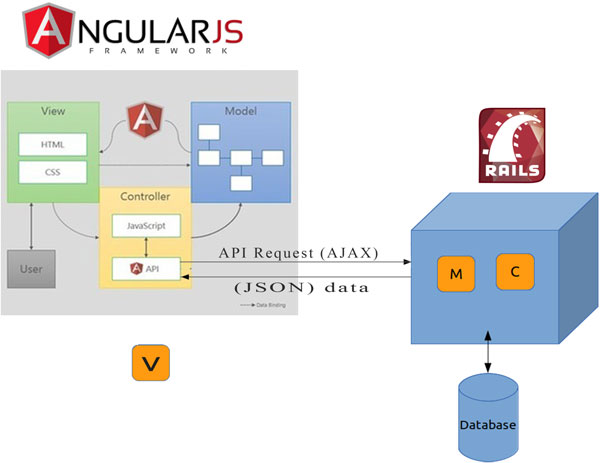 ANGULARJS
FRAMEWORK
View
Model
HTML
CSS
Controller
JavaScript
API
User
Data Binding
API Request (AJAX)
(JSON) data
RAILS
M
C
V
Database